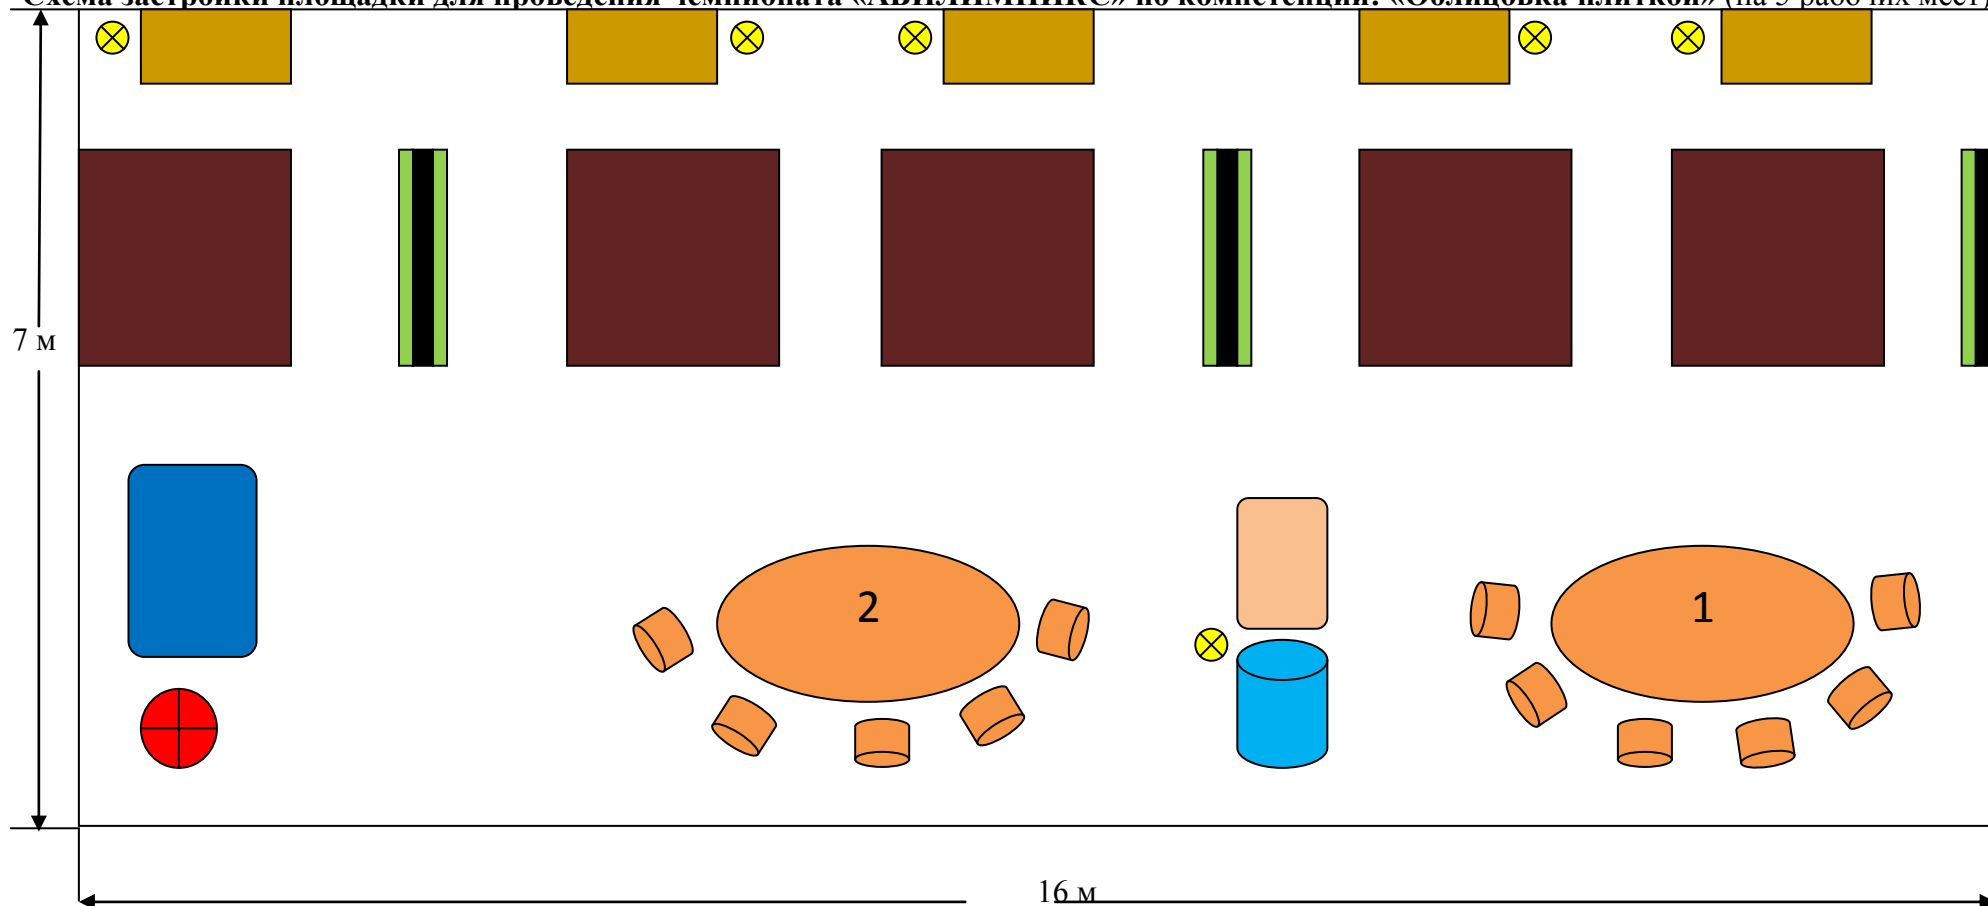 Схема застройки площадки для проведения чемпионата «АБИЛИМПИКС» по компетенции: «Облицовка плиткой» (на 5 рабочих мест)
7 м
2
1
16 м